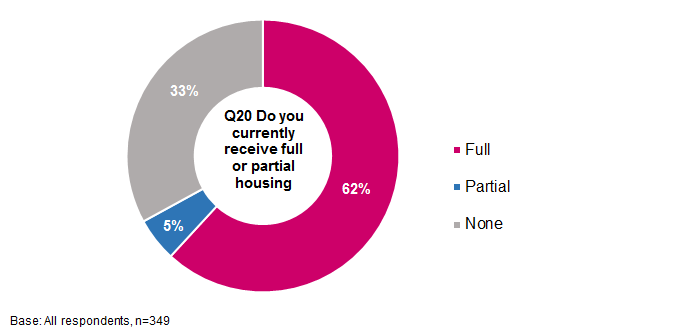 33%
Q20 Do you
currently
receive full
or partial
housing
62%
5%
Full
Partial
None
Base: All respondents, n=349